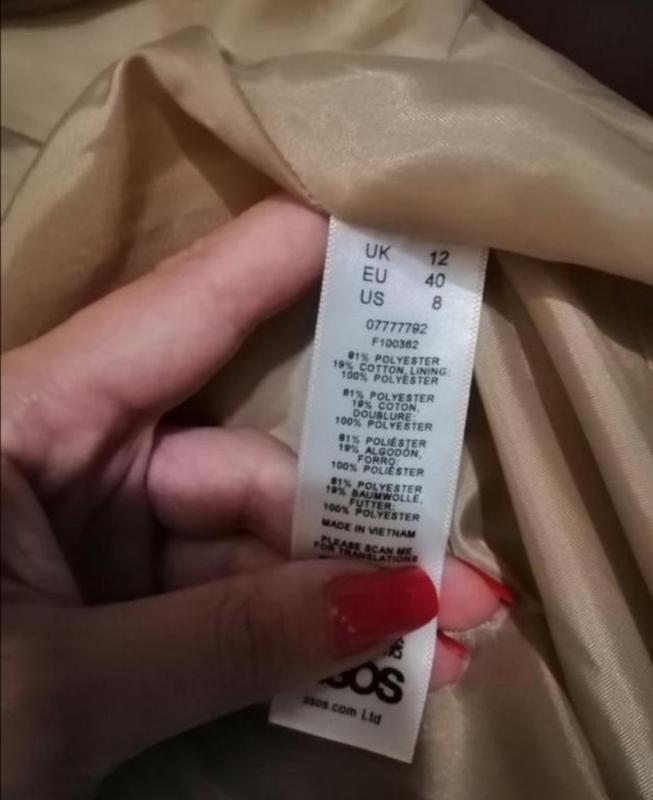 UK 12
EU 40
US 8
07777792
F100362
81% POLYESTER
19% COTTON, LINING:
100% POLYESTER
81% POLYESTER
19% COTON,
DOUBLURE:
100% POLYESTER
81% POLIÉSTER
19% ALGODÓN,
FORRO:
100% POLIÉSTER
81% POLYESTER
19% BAUMWOLLE,
FUTTER:
100% POLYESTER
MADE IN VIETNAM
PLEASE SCAN ME
FOR TRANSLATIONS
asos
asos.com Ltd